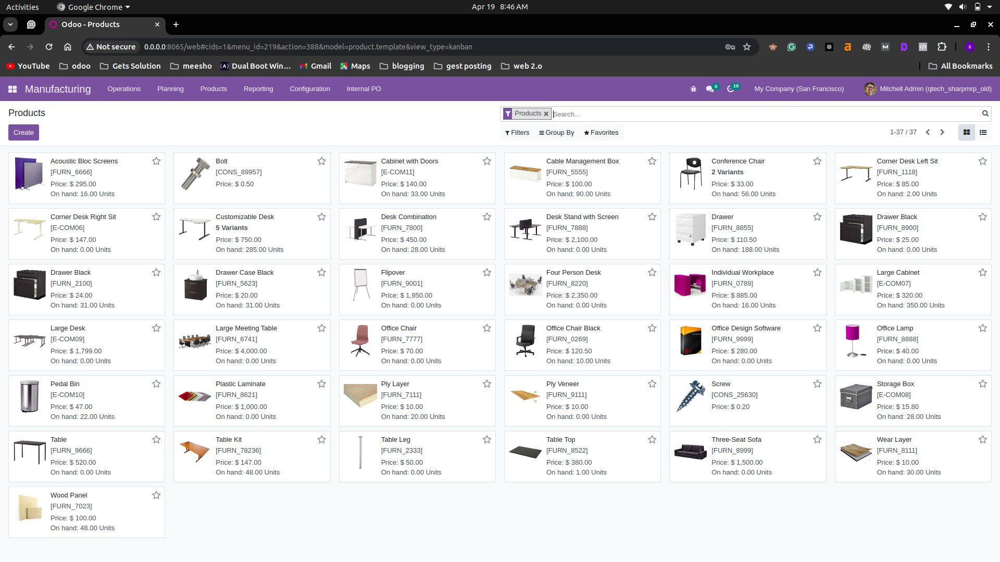 Activities Google Chrome Apr 19 8:46 AM
32 Odoo - Products
Not secure 0.0.0.0:8065/web#cids=1&menu_id=219&action=388&model=product.template&view_type=kanban
YouTube odoo Gets Solution meesho Dual Boot Win... Gmail Maps blogging gest posting web 2.o All Bookmarks
Manufacturing Operations Planning Products Reporting Configuration Internal PO 5 10 My Company (San Francisco) Mitchell Admin (qtech_sharpmrp_old)
Products Products Search...
Create Filters Group By Favorites 1-37 / 37
Acoustic Bloc Screens
[FURN_6666]
Price: $ 295.00
On hand: 16.00 Units
Bolt
[CONS_89957]
Price: $ 0.50
Cabinet with Doors
[E-COM11]
Price: $ 140.00
On hand: 33.00 Units
Cable Management Box
[FURN_5555]
Price: $ 100.00
On hand: 90.00 Units
Conference Chair
2 Variants
Price: $ 33.00
On hand: 56.00 Units
Corner Desk Left Sit
[FURN_1118]
Price: $ 85.00
On hand: 2.00 Units
Corner Desk Right Sit
[E-COM06]
Price: $ 147.00
On hand: 0.00 Units
Customizable Desk
5 Variants
Price: $ 750.00
On hand: 285.00 Units
Desk Combination
[FURN_7800]
Price: $ 450.00
On hand: 28.00 Units
Desk Stand with Screen
[FURN_7888]
Price: $ 2,100.00
On hand: 0.00 Units
Drawer
[FURN_8855]
Price: $ 110.50
On hand: 188.00 Units
Drawer Black
[FURN_8900]
Price: $ 25.00
On hand: 0.00 Units
Drawer Black
[FURN_2100]
Price: $ 24.00
On hand: 31.00 Units
Drawer Case Black
[FURN_5623]
Price: $ 20.00
On hand: 31.00 Units
Flipover
[FURN_9001]
Price: $ 1,950.00
On hand: 0.00 Units
Four Person Desk
[FURN_8220]
Price: $ 2,350.00
On hand: 0.00 Units
Individual Workplace
[FURN_0789]
Price: $ 885.00
On hand: 16.00 Units
Large Cabinet
[E-COM07]
Price: $ 320.00
On hand: 350.00 Units
Large Desk
[E-COM09]
Price: $ 1,799.00
On hand: 0.00 Units
Large Meeting Table
[FURN_6741]
Price: $ 4,000.00
On hand: 0.00 Units
Office Chair
[FURN_7777]
Price: $ 70.00
On hand: 0.00 Units
Office Chair Black
[FURN_0269]
Price: $ 120.50
On hand: 10.00 Units
Office Design Software
[FURN_9999]
Price: $ 280.00
On hand: 0.00 Units
Office Lamp
[FURN_8888]
Price: $ 40.00
On hand: 0.00 Units
Pedal Bin
[E-COM10]
Price: $ 47.00
On hand: 22.00 Units
Plastic Laminate
[FURN_8621]
Price: $ 1,000.00
On hand: 0.00 Units
Ply Layer
[FURN_7111]
Price: $ 10.00
On hand: 20.00 Units
Ply Veneer
[FURN_9111]
Price: $ 10.00
On hand: 0.00 Units
Screw
[CONS_25630]
Price: $ 0.20
Storage Box
[E-COM08]
Price: $ 15.80
On hand: 28.00 Units
Table
[FURN_9666]
Price: $ 520.00
On hand: 0.00 Units
Table Kit
[FURN_78236]
Price: $ 147.00
On hand: 48.00 Units
Table Leg
[FURN_2333]
Price: $ 50.00
On hand: 0.00 Units
Table Top
[FURN_8522]
Price: $ 380.00
On hand: 1.00 Units
Three-Seat Sofa
[FURN_8999]
Price: $ 1,500.00
On hand: 0.00 Units
Wear Layer
[FURN_8111]
Price: $ 10.00
On hand: 30.00 Units
Wood Panel
[FURN_7023]
Price: $ 100.00
On hand: 48.00 Units